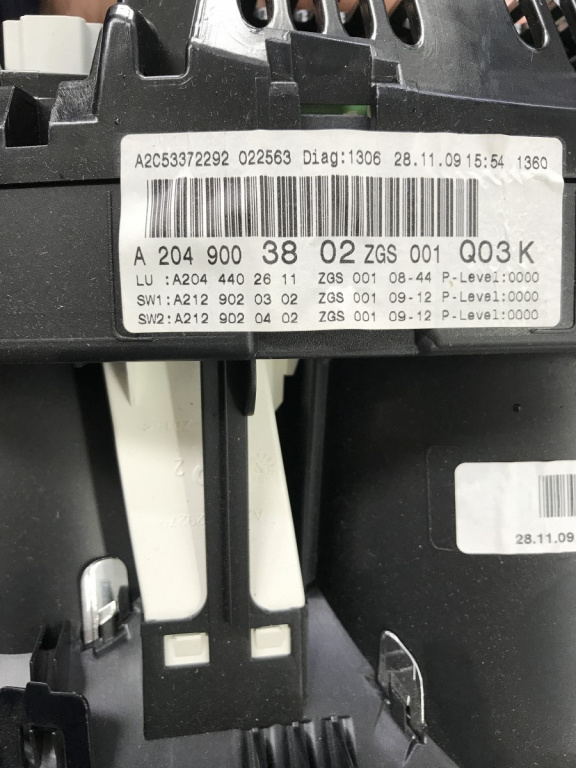 A2C53372292 022563 Diag:1306 28.11.09 15:54 1360
A 204 900 38 02 ZGS 001 Q03 K
LU :A204 440 26 11 ZGS 001 08-44 P-Level:0000
SW1:A212 902 03 02 ZGS 001 09-12 P-Level:0000
SW2:A212 902 04 02 ZGS 001 09-12 P-Level:0000
28.11.09